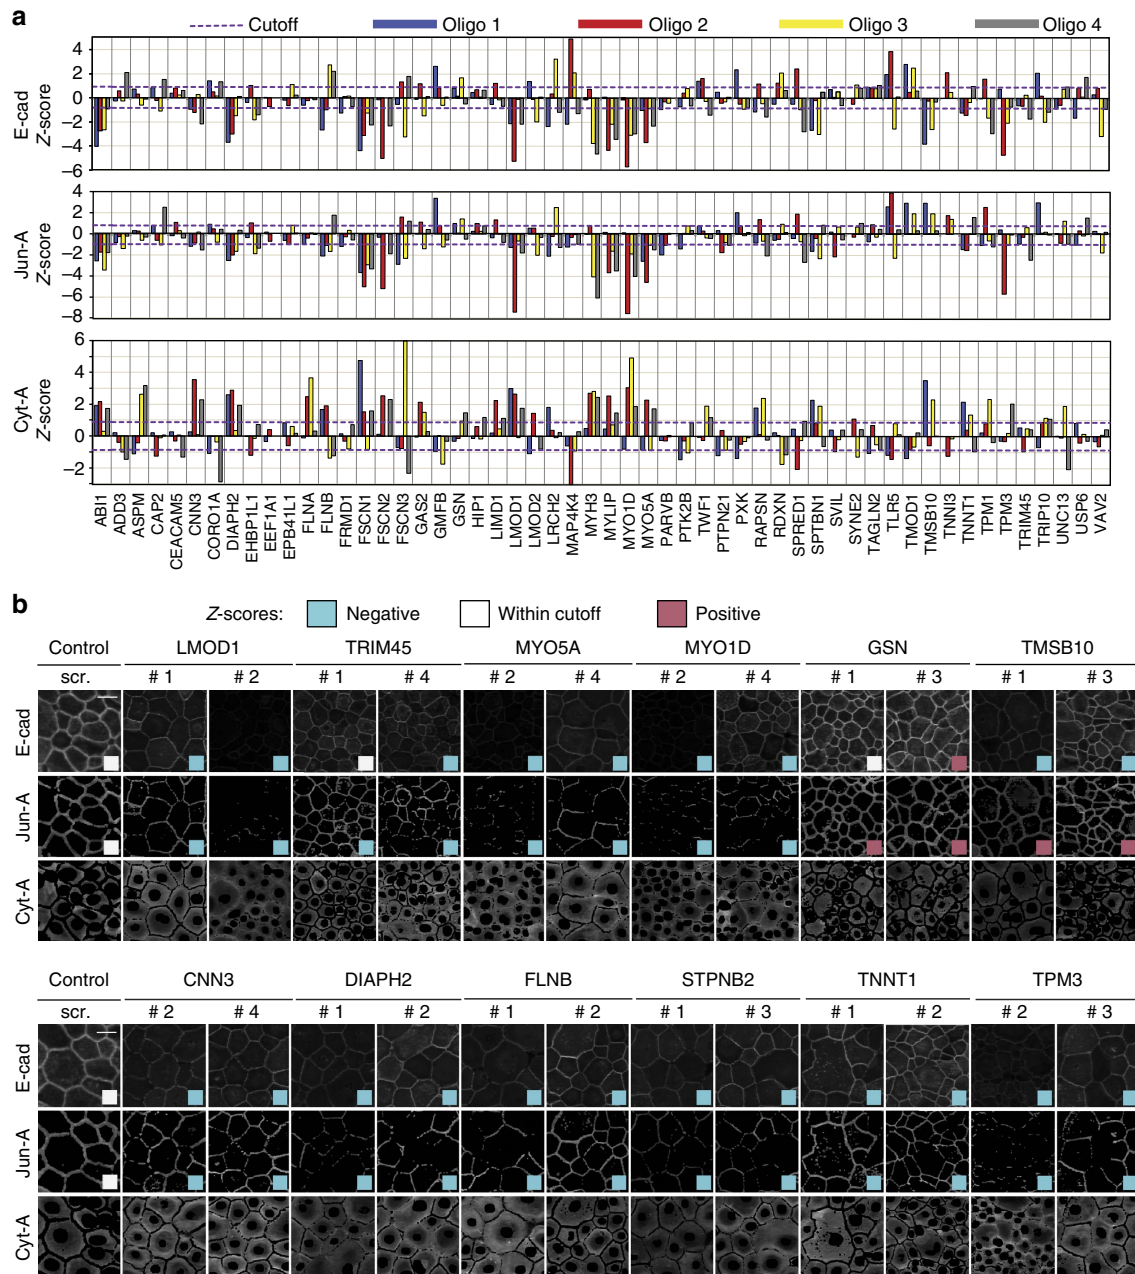 a
Cutoff Oligo 1 Oligo 2 Oligo 3 Oligo 4
E-cad
Z-score
4
2
0
−2
−4
−6
Jun-A
Z-score
4
2
0
−2
−4
−6
−8
Cyt-A
Z-score
6
4
2
0
−2
ABI1 ADD3 ASPM CAP2 CEACAM5 CNN3 CORO1A DIAPH2 EHBP1L1 EEF1A1 EPB41L1 FLNA FLNB FRMD1 FSCN1 FSCN2 FSCN3 GAS2 GMFB GSN HIP1 LIMD1 LMOD1 LMOD2 LRCH2 MAP4K4 MYH3 MYLIP MYO1D MYO5A PARVB PTK2B TWF1 PTPN21 PXK RAPSN RDXN SPRED1 SPTBN1 SVIL SYNE2 TAGLN2 TLR5 TMOD1 TMSB10 TNNI3 TNNT1 TPM1 TPM3 TRIM45 TRIP10 UNC13 USP6 VAV2
b
Z-scores: Negative Within cutoff Positive
Control LMOD1 TRIM45 MYO5A MYO1D GSN TMSB10
scr. # 1 # 2 # 1 # 4 # 2 # 4 # 2 # 4 # 1 # 3 # 1 # 3
E-cad
Jun-A
Cyt-A
Control CNN3 DIAPH2 FLNB STPNB2 TNNT1 TPM3
scr. # 2 # 4 # 1 # 2 # 1 # 2 # 1 # 3 # 1 # 2 # 2 # 3
E-cad
Jun-A
Cyt-A